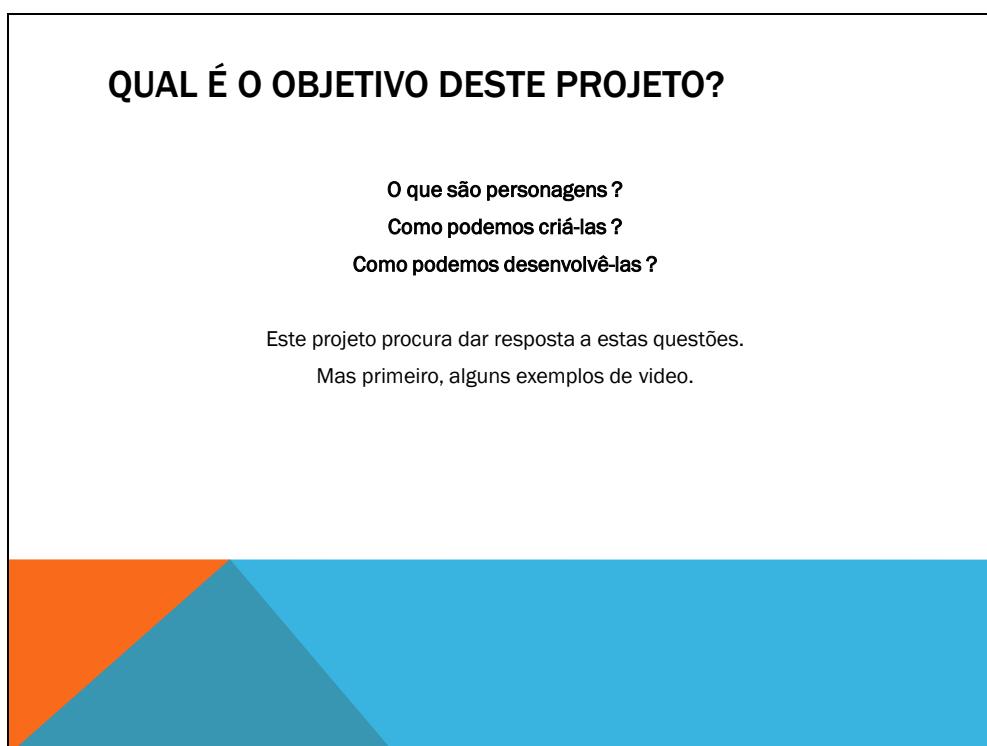 QUAL É O OBJETIVO DESTE PROJETO?
O que são personagens ?
Como podemos criá-las ?
Como podemos desenvolvê-las ?
Este projeto procura dar resposta a estas questões.
Mas primeiro, alguns exemplos de video.